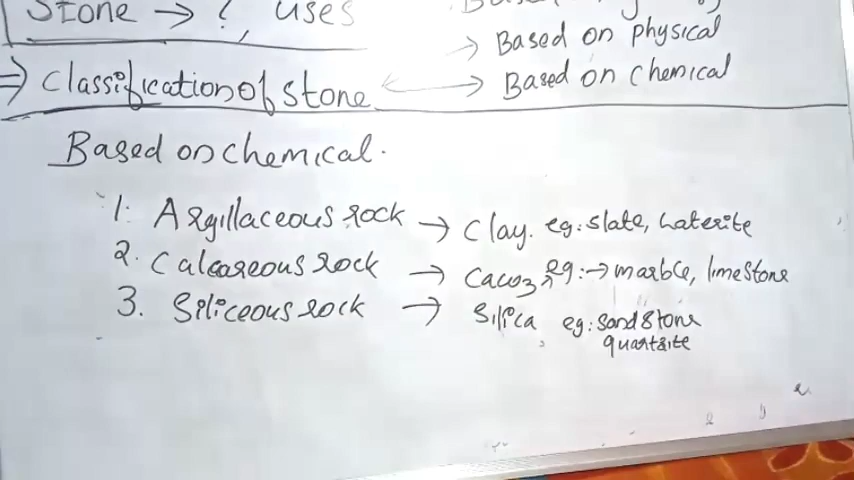 Stone → ?, uses
→ Based on physical
⇒ Classification of stone → Based on chemical
Based on chemical.
1. Argillaceous rock → Clay. eg: slate, Laterite
2. Calcareous rock → CaCO3, eg: → marble, limestone
3. Siliceous rock → Silica eg: sandstone
quartzite